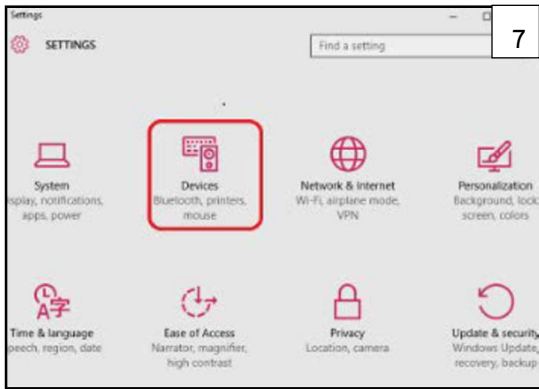 Settings
SETTINGS
Find a setting
7
System
isplay, notifications,
apps, power
Devices
Bluetooth, printers,
mouse
Network & Internet
Wi-Fi, airplane mode,
VPN
Personalization
Background, lock
screen, colors
A字
Time & language
peech, region, date
Ease of Access
Narrator, magnifier,
high contrast
Privacy
Location, camera
Update & security
Windows Update,
recovery, backup